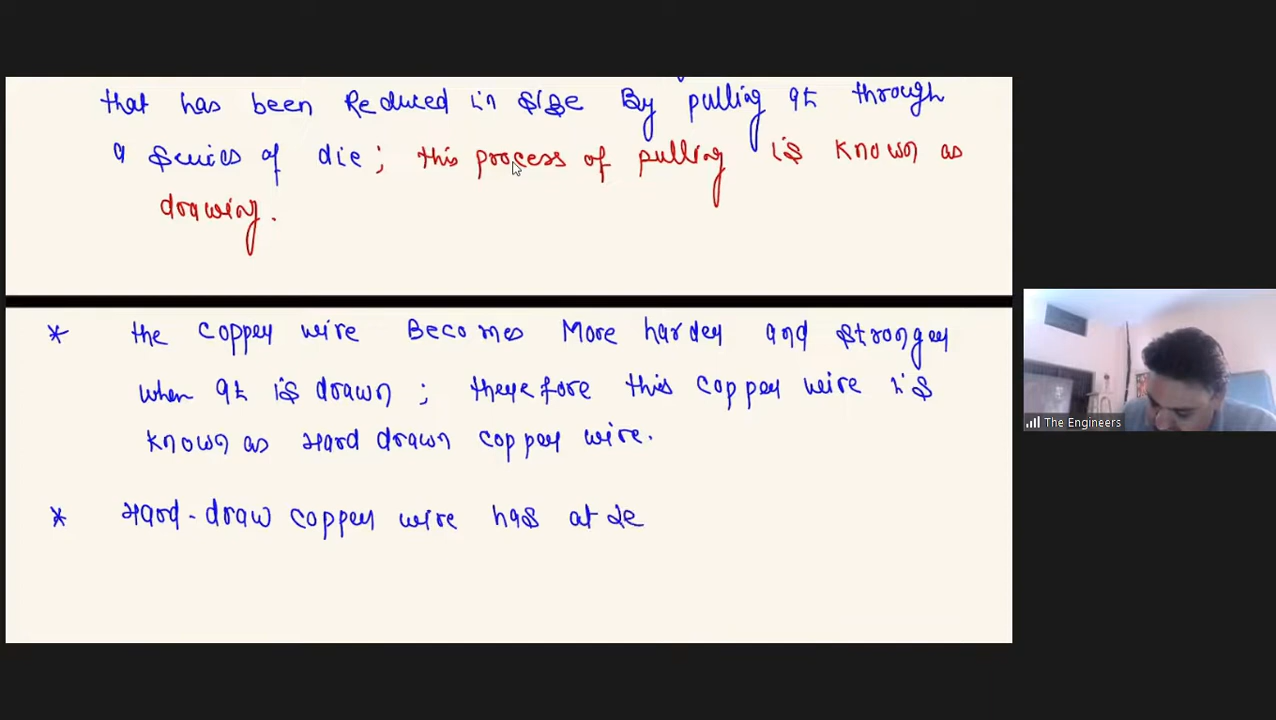 that has been Reduced in size By pulling it through
a series of die; this process of pulling is known as
drawing.
* the copper wire Becomes More harder and stronger
when it is drawn; therefore this copper wire is
known as Hard drawn copper wire.
* Hard-draw copper wire has at le
The Engineers